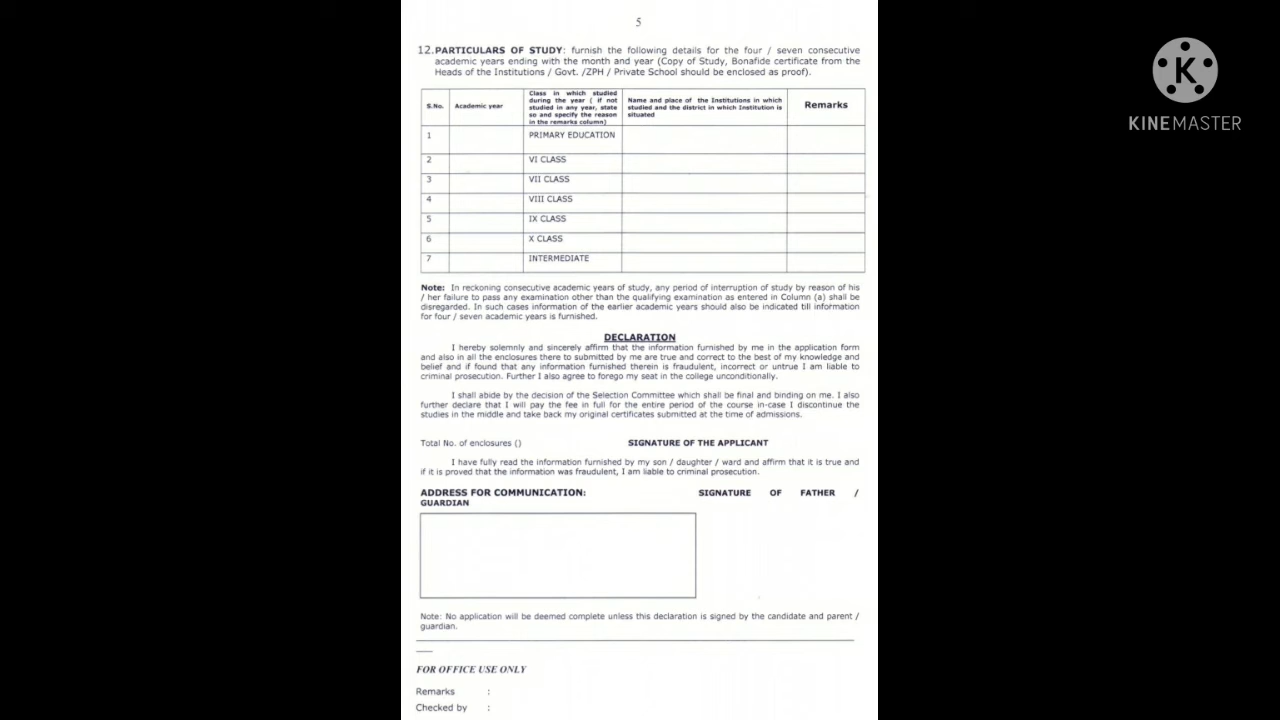 5
12.PARTICULARS OF STUDY: furnish the following details for the four / seven consecutive
academic years ending with the month and year (Copy of Study, Bonafide certificate from the
Heads of the Institutions / Govt. /ZPH / Private School should be enclosed as proof).
S.No.
Academic year
Class in which studied
during the year ( if not
studied in any year, state
so and specify the reason
in the remarks column)
Name and place of the Institutions in which
studied and the district in which Institution is
situated
Remarks
1 PRIMARY EDUCATION
2 VI CLASS
3 VII CLASS
4 VIII CLASS
5 IX CLASS
6 X CLASS
7 INTERMEDIATE
Note: In reckoning consecutive academic years of study, any period of interruption of study by reason of his
/ her failure to pass any examination other than the qualifying examination as entered in Column (a) shall be
disregarded. In such cases information of the earlier academic years should also be indicated till information
for four / seven academic years is furnished.
DECLARATION
I hereby solemnly and sincerely affirm that the information furnished by me in the application form
and also in all the enclosures there to submitted by me are true and correct to the best of my knowledge and
belief and if found that any information furnished therein is fraudulent, incorrect or untrue I am liable to
criminal prosecution. Further I also agree to forego my seat in the college unconditionally.
I shall abide by the decision of the Selection Committee which shall be final and binding on me. I also
further declare that I will pay the fee in full for the entire period of the course in-case I discontinue the
studies in the middle and take back my original certificates submitted at the time of admissions.
Total No. of enclosures () SIGNATURE OF THE APPLICANT
I have fully read the information furnished by my son / daughter / ward and affirm that it is true and
if it is proved that the information was fraudulent, I am liable to criminal prosecution.
ADDRESS FOR COMMUNICATION: SIGNATURE OF FATHER /
GUARDIAN
Note: No application will be deemed complete unless this declaration is signed by the candidate and parent /
guardian.
FOR OFFICE USE ONLY
Remarks :
Checked by :
K
KINEMASTER